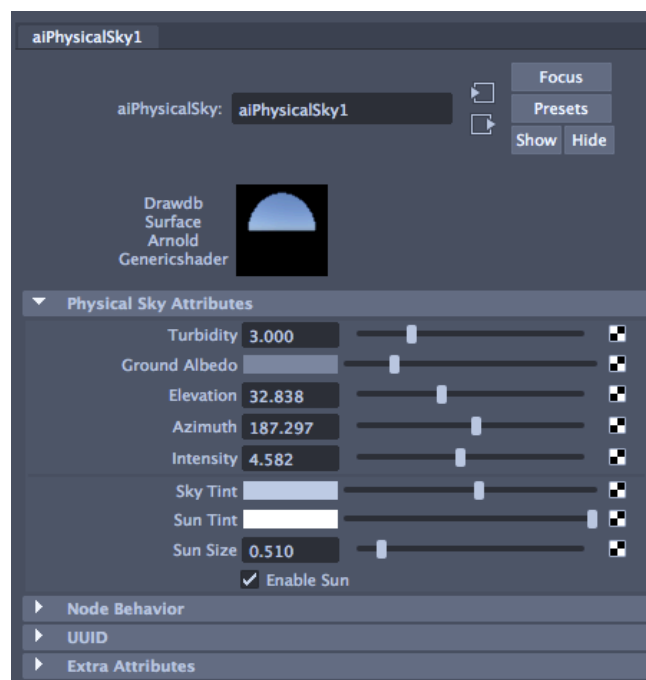 aiPhysicalSky1
Focus
aiPhysicalSky: aiPhysicalSky1
Presets
Show Hide
Drawdb
Surface
Arnold
Genericshader
Physical Sky Attributes
Turbidity 3.000
Ground Albedo
Elevation 32.838
Azimuth 187.297
Intensity 4.582
Sky Tint
Sun Tint
Sun Size 0.510
Enable Sun
Node Behavior
UUID
Extra Attributes